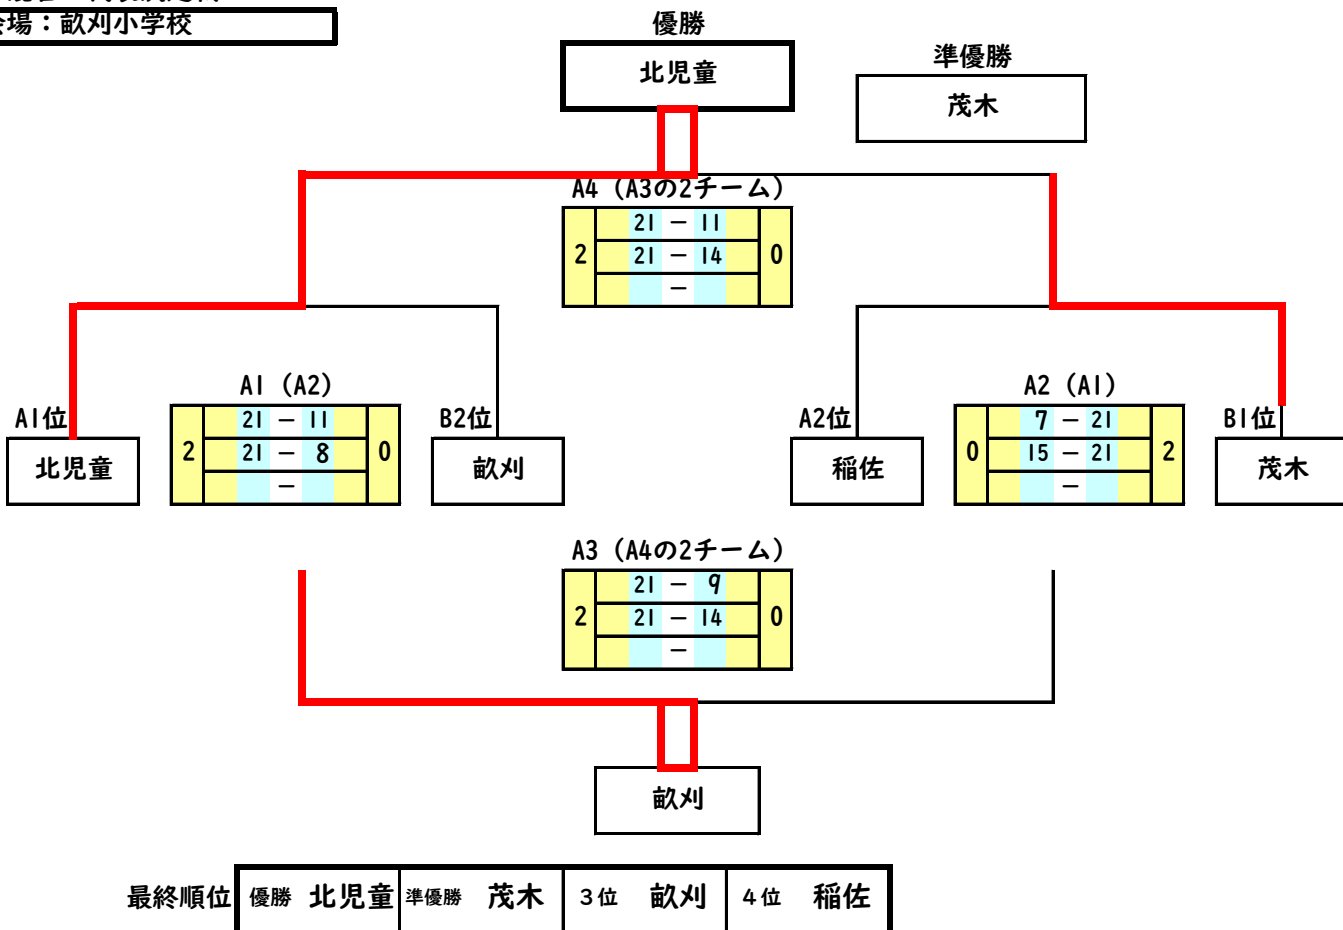 会場：畝刈小学校
優勝
北児童
準優勝
茂木
A4（A3の2チーム）
2 21 － 11 0
21 － 14
－
A1（A2）
A1位 21 － 11 B2位
北児童 2 21 － 8 0 畝刈
－
A2（A1）
A2位 7 － 21 B1位
稲佐 0 15 － 21 2 茂木
－
A3（A4の2チーム）
2 21 － 9 0
21 － 14
－
畝刈
最終順位 優勝 北児童 準優勝 茂木 3位 畝刈 4位 稲佐